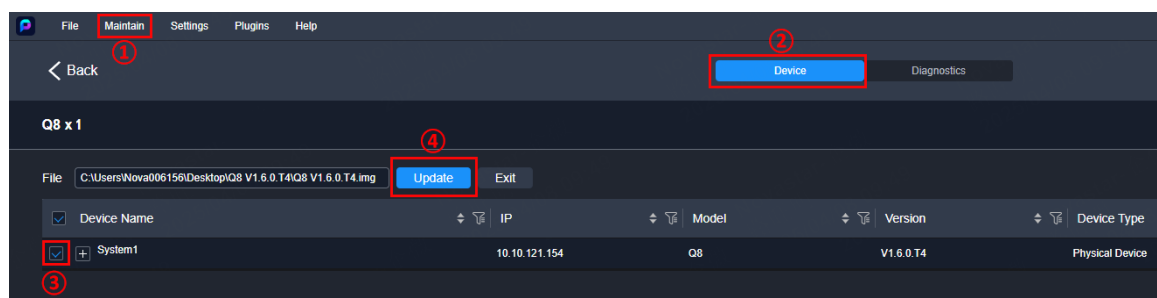 File Maintain Settings Plugins Help
① ②
Back Device Diagnostics
Q8 x 1
④
File C:\Users\Nova006156\Desktop\Q8 V1.6.0.T4\Q8 V1.6.0.T4.img Update Exit
Device Name IP Model Version Device Type
System1 10.10.121.154 Q8 V1.6.0.T4 Physical Device
③